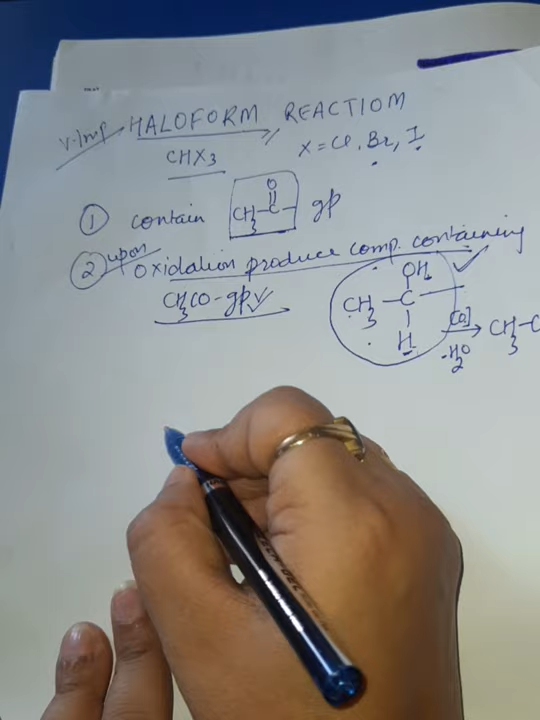 V.Imp HALOFORM REACTIOM
CHX3 X = Cl, Br, I
① contain CH3-C- gp
O
② upon Oxidation produce comp. containing
CH3CO-gp ✓
OH
CH3-C-
H
[O]
-H2O
CH3-C